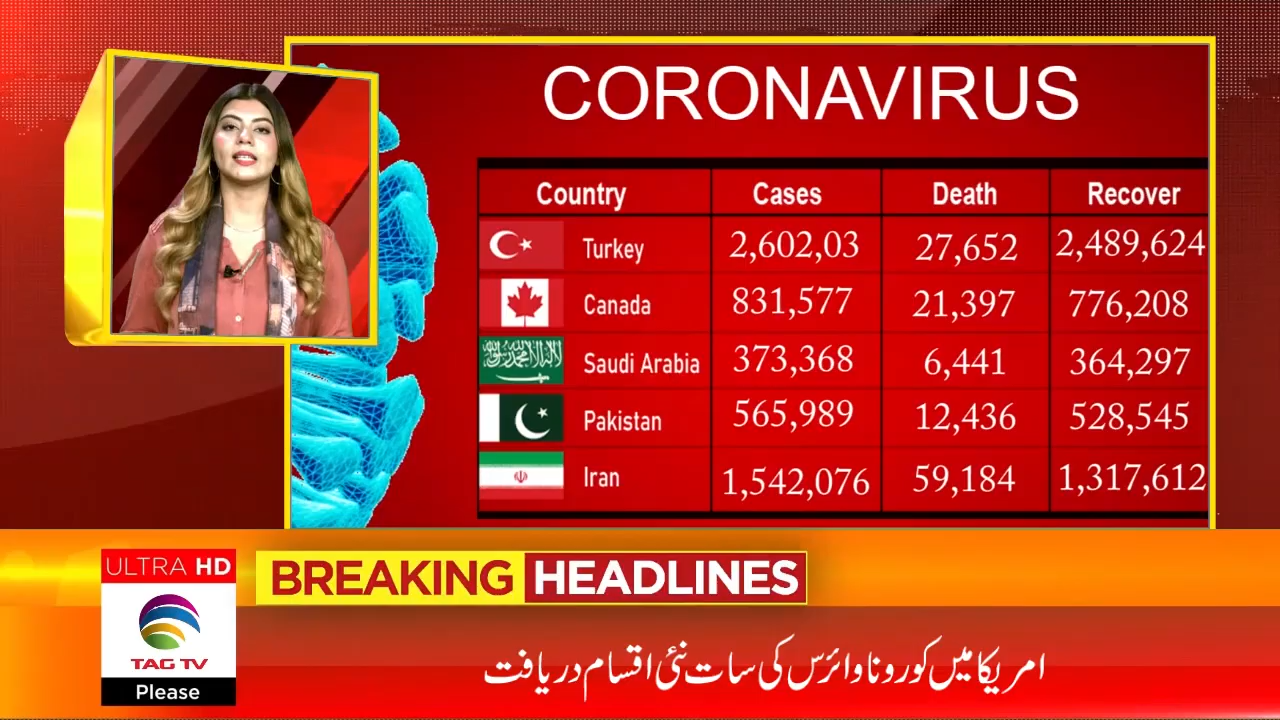 CORONAVIRUS
Country Cases Death Recover
Turkey 2,602,03 27,652 2,489,624
Canada 831,577 21,397 776,208
Saudi Arabia 373,368 6,441 364,297
Pakistan 565,989 12,436 528,545
Iran 1,542,076 59,184 1,317,612
ULTRA HD
TAG TV
Please
BREAKING HEADLINES
امریکا میں کورونا وائرس کی سات نئی اقسام دریافت